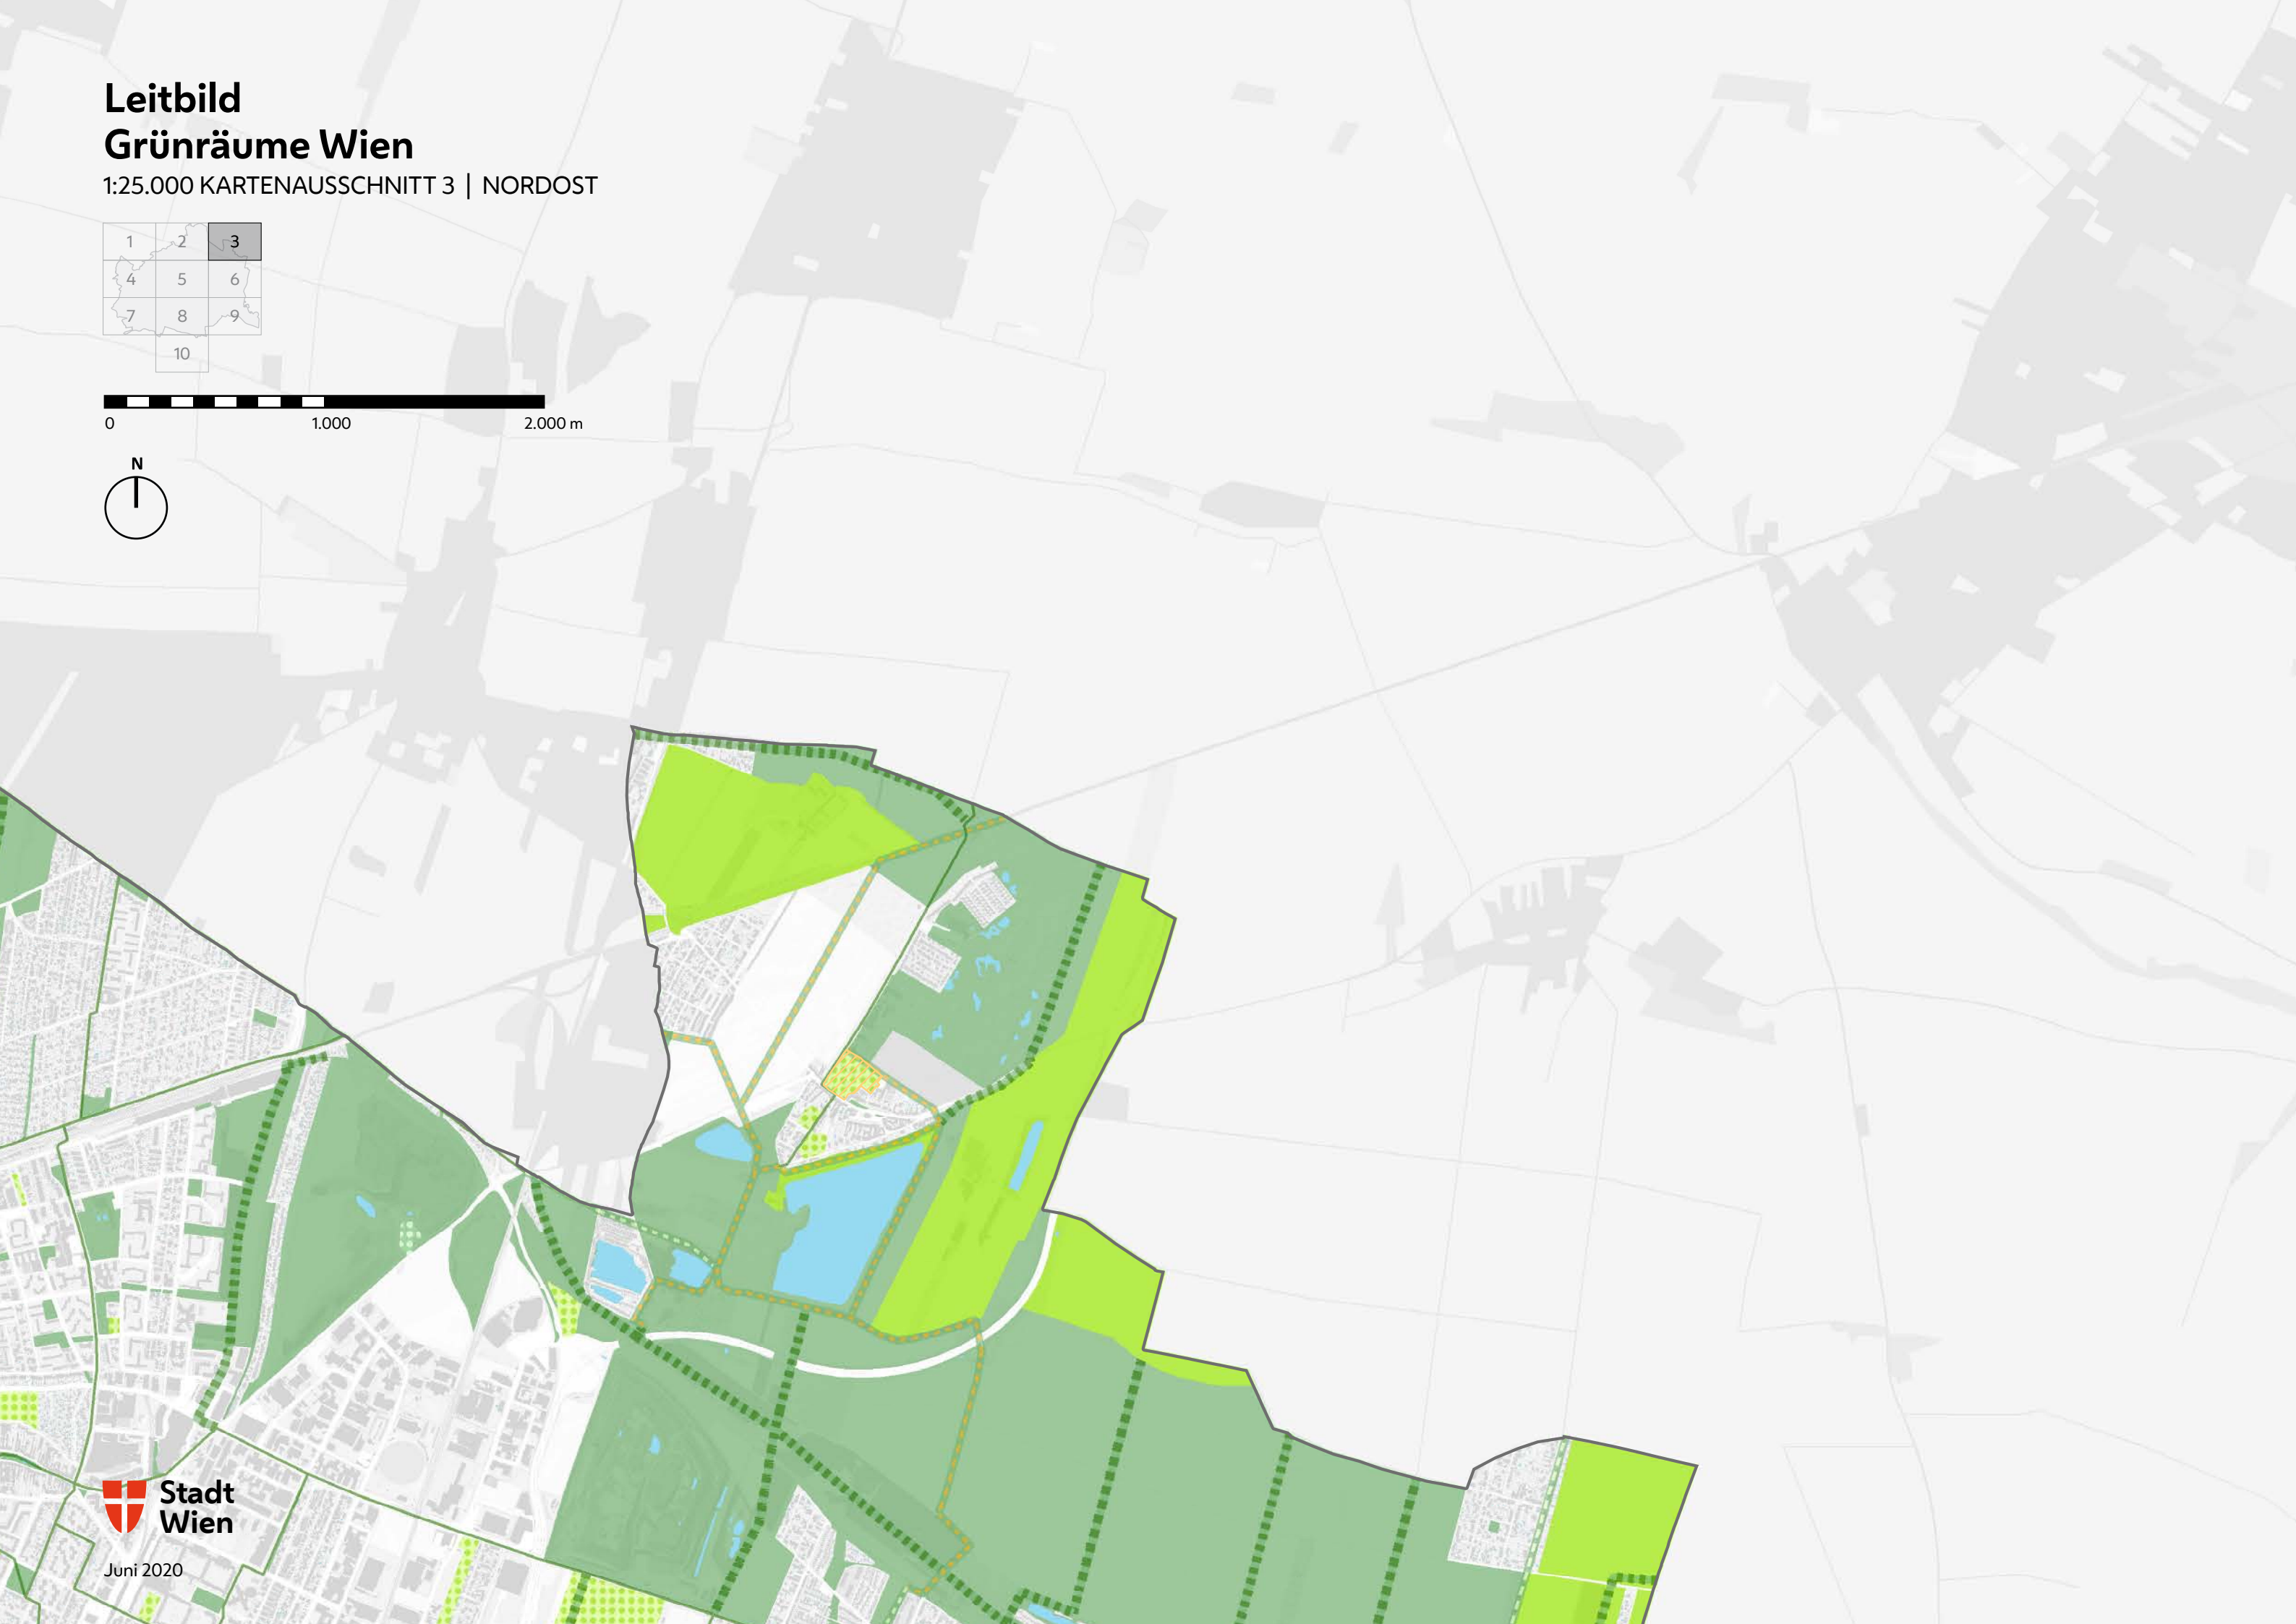 Leitbild
Grünräume Wien
1:25.000 KARTENAUSSCHNITT 3 | NORDOST
1 2 3
4 5 6
7 8 9
10
0 1.000 2.000 m
N
Stadt
Wien
Juni 2020